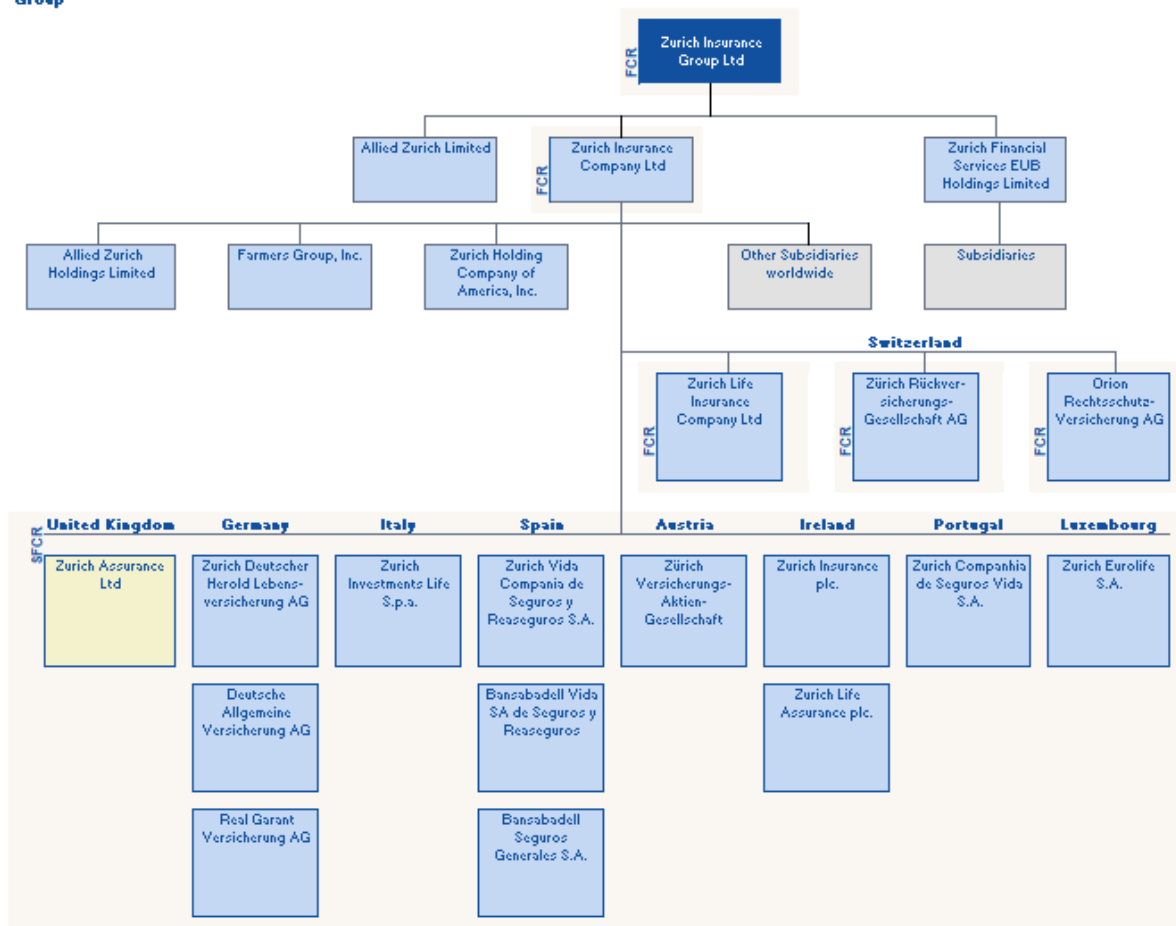 Group
FCR
Zurich Insurance
Group Ltd
Allied Zurich Limited
FCR
Zurich Insurance
Company Ltd
Zurich Financial
Services EUB
Holdings Limited
Allied Zurich
Holdings Limited
Farmers Group, Inc.
Zurich Holding
Company of
America, Inc.
Other Subsidiaries
worldwide
Subsidiaries
Switzerland
FCR
Zurich Life
Insurance
Company Ltd
FCR
Zürich Rückver-
sicherungs-
Gesellschaft AG
FCR
Orion
Rechtsschutz-
Versicherung AG
SFCR
United Kingdom
Germany
Italy
Spain
Austria
Ireland
Portugal
Luxembourg
Zurich Assurance
Ltd
Zurich Deutscher
Herold Lebens-
versicherung AG
Zurich
Investments Life
S.p.a.
Zurich Vida
Compania de
Seguros y
Reaseguros S.A.
Zürich
Versicherungs-
Aktien-
Gesellschaft
Zurich Insurance
plc.
Zurich Companhia
de Seguros Vida
S.A.
Zurich Eurolife
S.A.
Deutsche
Allgemeine
Versicherung AG
Bansabadell Vida
SA de Seguros y
Reaseguros
Zurich Life
Assurance plc.
Real Garant
Versicherung AG
Bansabadell
Seguros
Generales S.A.